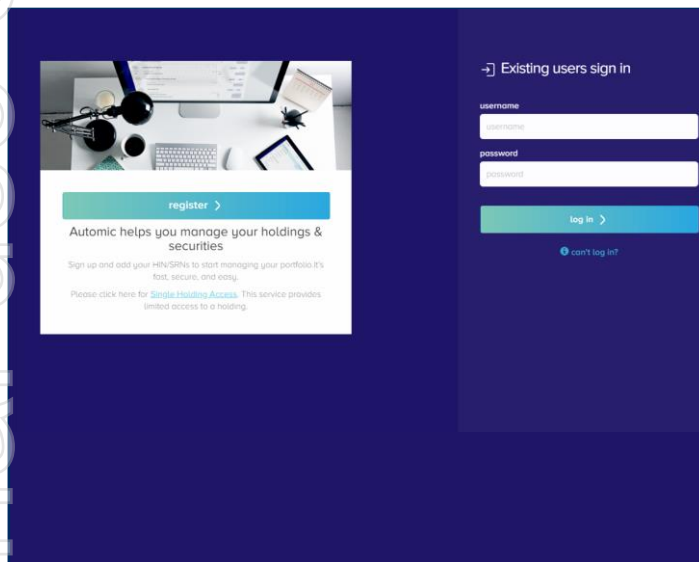 register
Automic helps you manage your holdings &
securities
Sign up and add your HIN/SRNs to start managing your portfolio.It's
fast, secure, and easy.
Please click here for Single Holding Access. This service provides
limited access to a holding.
Existing users sign in
username
username
password
password
log in
can't log in?